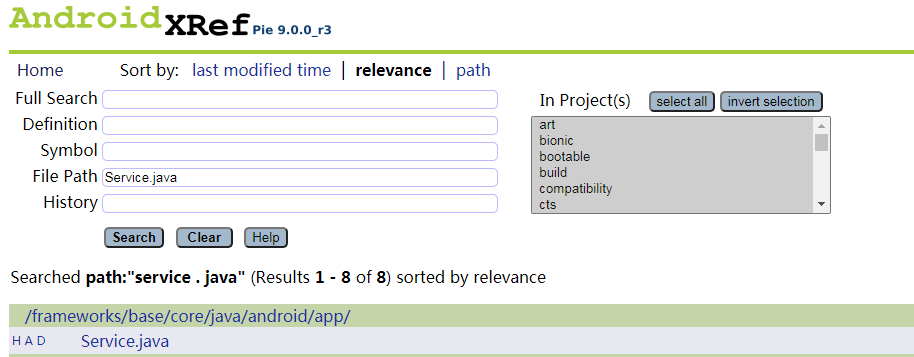 AndroidXRef Pie 9.0.0_r3
Home Sort by: last modified time | relevance | path
Full Search
Definition
Symbol
File Path Service.java
History
In Project(s) select all invert selection
art
bionic
bootable
build
compatibility
cts
Search Clear Help
Searched path:"service . java" (Results 1 - 8 of 8) sorted by relevance
/frameworks/base/core/java/android/app/
H A D Service.java